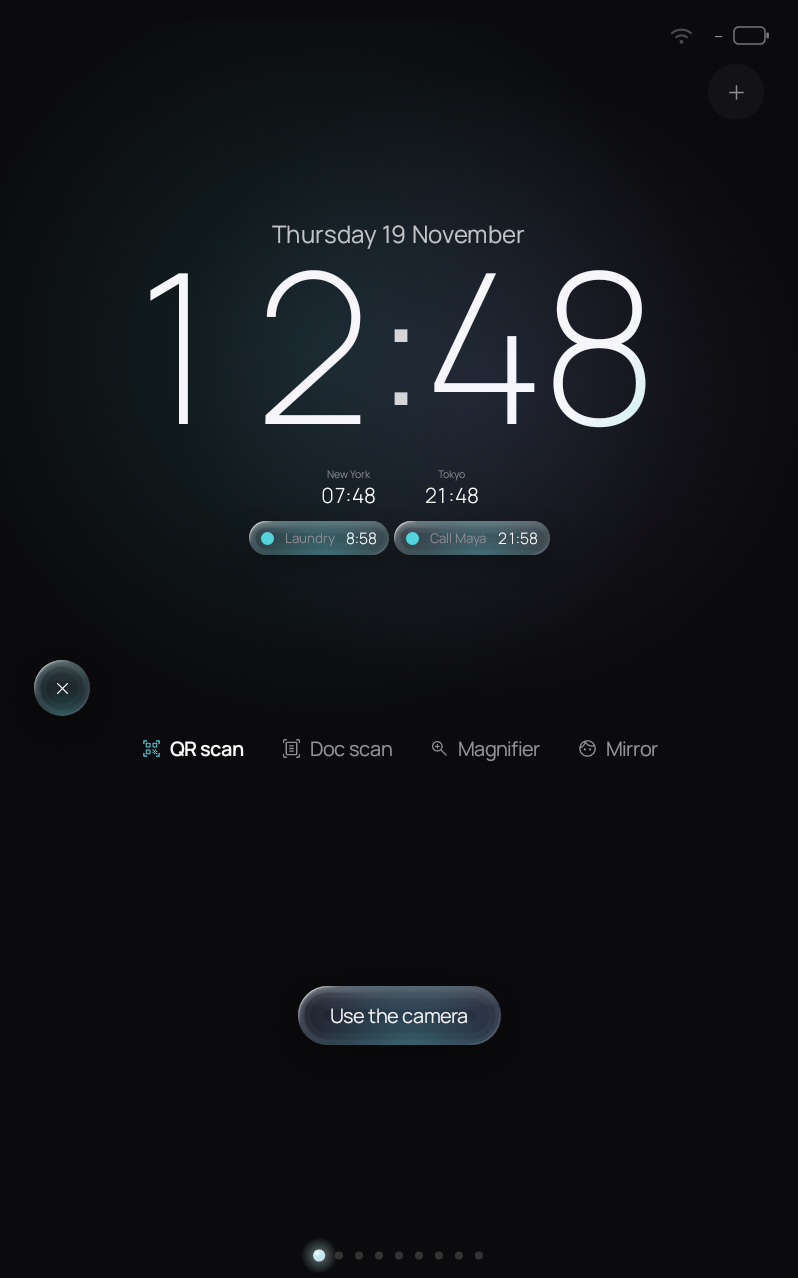 Thursday 19 November
12:48
New York Tokyo
07:48 21:48
Laundry 8:58 Call Maya 21:58
QR scan Doc scan Magnifier Mirror
Use the camera